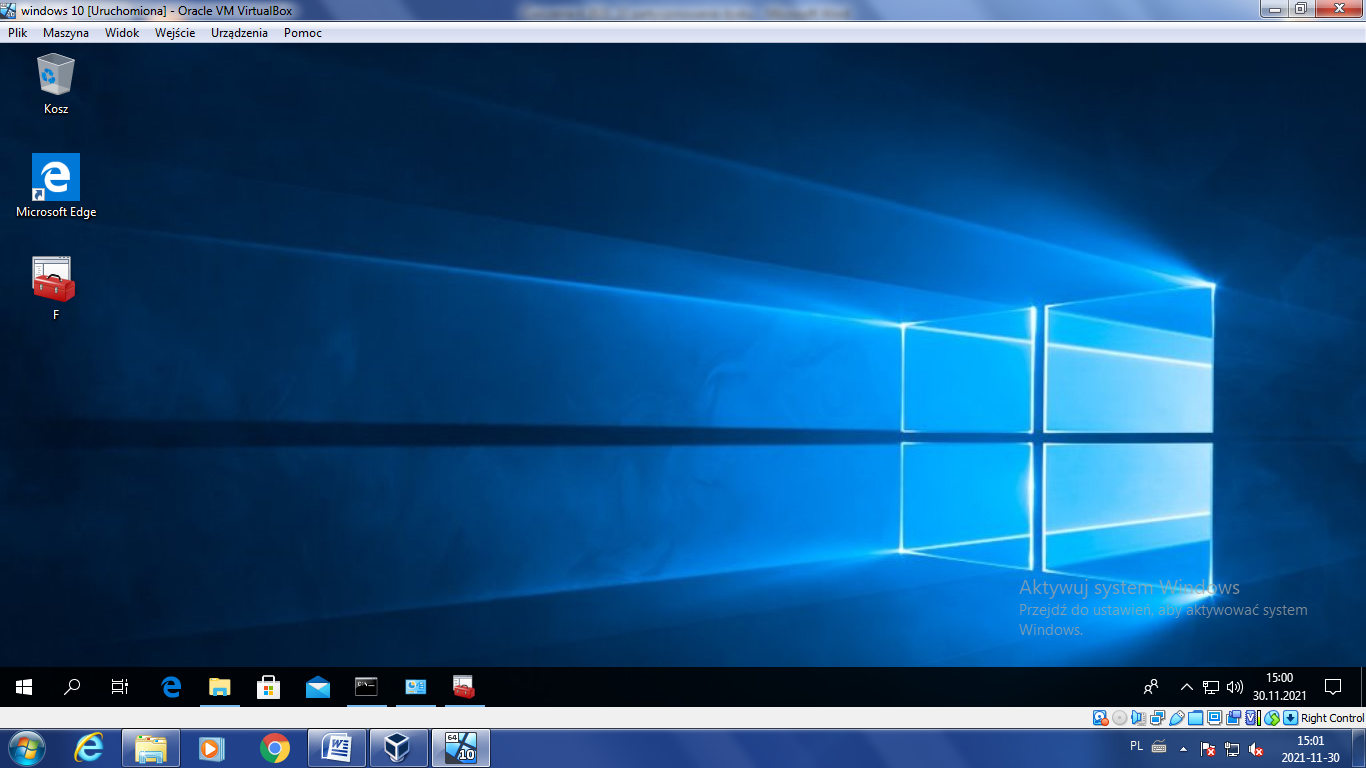 windows 10 [Uruchomiona] - Oracle VM VirtualBox
Plik Maszyna Widok Wejście Urządzenia Pomoc
Kosz
Microsoft Edge
F
Aktywuj system Windows
Przejdź do ustawień, aby aktywować system
Windows.
15:00
30.11.2021
Right Control
PL
15:01
2021-11-30